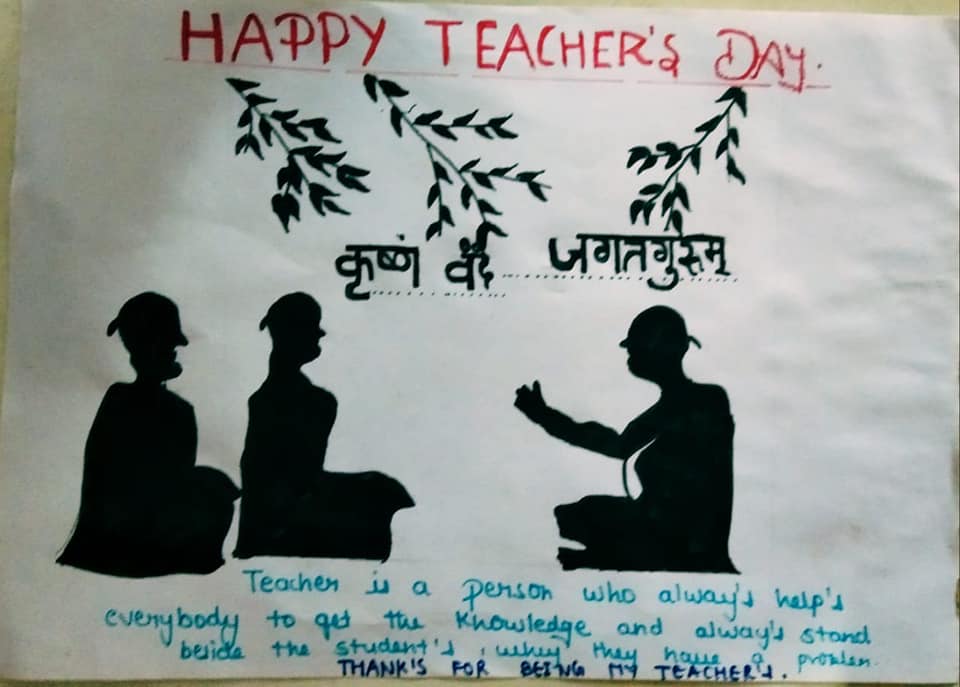 HAPPY TEACHER'S DAY.
कृष्णं वंदे जगतगुरूम्
Teacher is a person who alway's help's
everybody to get the knowledge and alway's stand
beside the student's, they have a problem.
THANK'S FOR BEING MY TEACHER'S.